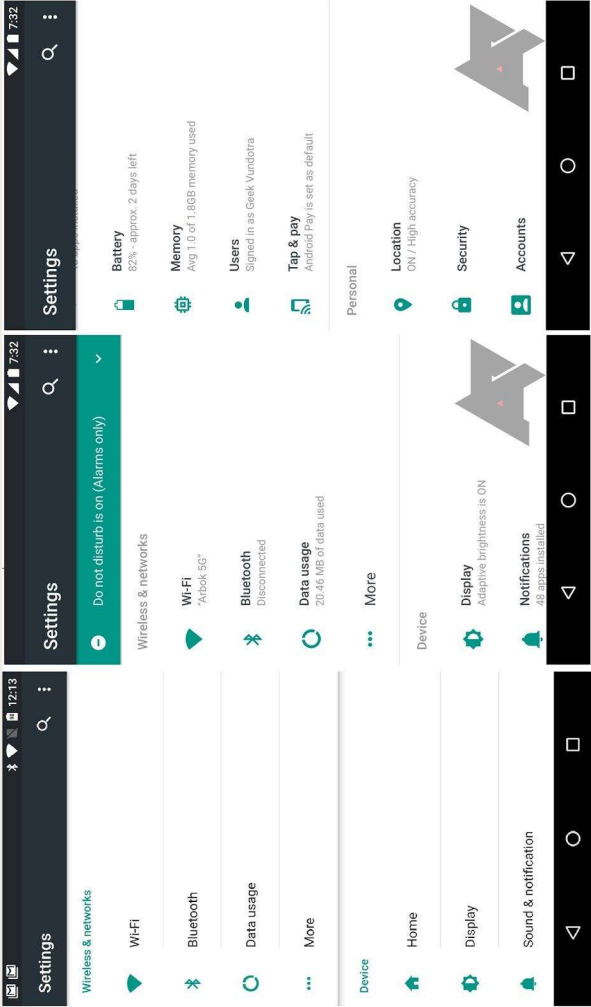 12:13
Settings
Wireless & networks
Wi-Fi
Bluetooth
Data usage
More
Device
Home
Display
Sound & notification
7:32
Settings
Do not disturb is on (Alarms only)
Wireless & networks
Wi-Fi
"Arbok 5G"
Bluetooth
Disconnected
Data usage
20.46 MB of data used
More
Device
Display
Adaptive brightness is ON
Notifications
48 apps installed
7:32
Settings
Battery
82% - approx. 2 days left
Memory
Avg 1.0 of 1.8GB memory used
Users
Signed in as Geek Vundotra
Tap & pay
Android Pay is set as default
Personal
Location
ON / High accuracy
Security
Accounts